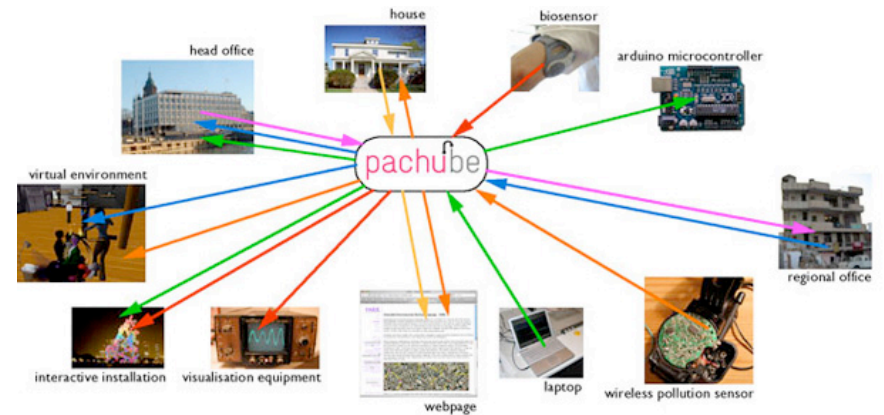 house
biosensor
head office
arduino microcontroller
pachube
virtual environment
regional office
interactive installation
visualisation equipment
webpage
laptop
wireless pollution sensor